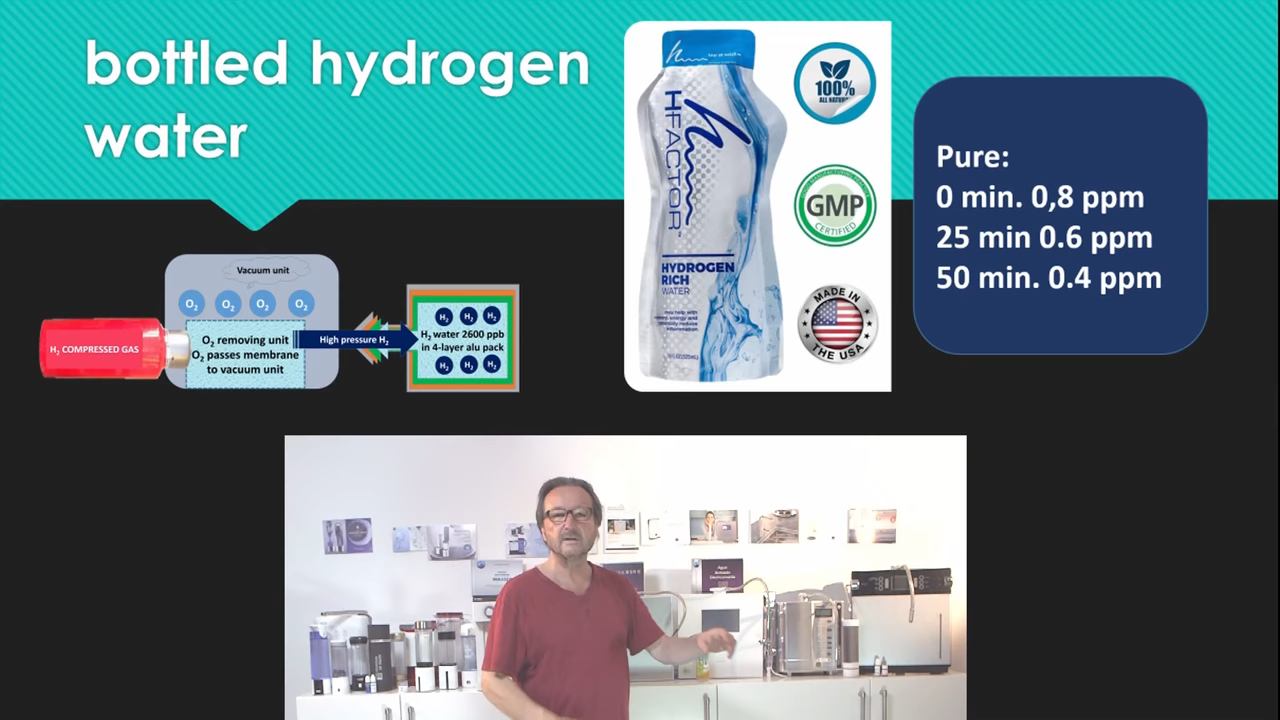 bottled hydrogen
water
HFACTOR
HYDROGEN
RICH
WATER
100%
GMP
CERTIFIED
MADE IN
THE USA
Pure:
0 min. 0,8 ppm
25 min 0.6 ppm
50 min. 0.4 ppm
Vacuum unit
O₂ O₂ O₂ O₂
H₂ COMPRESSED GAS
O₂ removing unit
O₂ passes membrane
to vacuum unit
High pressure H₂
H₂ H₂ H₂
H₂ water 2600 ppb
in 4-layer alu pack
H₂ H₂ H₂